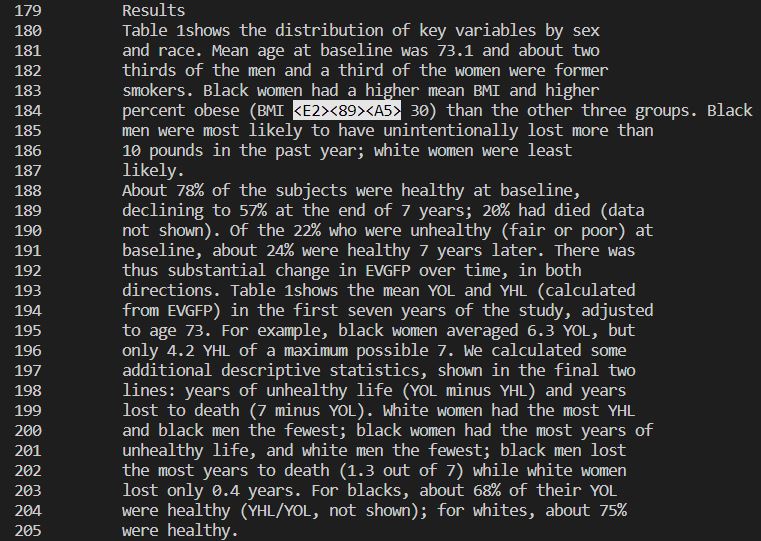 179 Results
180 Table 1shows the distribution of key variables by sex
181 and race. Mean age at baseline was 73.1 and about two
182 thirds of the men and a third of the women were former
183 smokers. Black women had a higher mean BMI and higher
184 percent obese (BMI <E2><89><A5> 30) than the other three groups. Black
185 men were most likely to have unintentionally lost more than
186 10 pounds in the past year; white women were least
187 likely.
188 About 78% of the subjects were healthy at baseline,
189 declining to 57% at the end of 7 years; 20% had died (data
190 not shown). Of the 22% who were unhealthy (fair or poor) at
191 baseline, about 24% were healthy 7 years later. There was
192 thus substantial change in EVGFP over time, in both
193 directions. Table 1shows the mean YOL and YHL (calculated
194 from EVGFP) in the first seven years of the study, adjusted
195 to age 73. For example, black women averaged 6.3 YOL, but
196 only 4.2 YHL of a maximum possible 7. We calculated some
197 additional descriptive statistics, shown in the final two
198 lines: years of unhealthy life (YOL minus YHL) and years
199 lost to death (7 minus YOL). White women had the most YHL
200 and black men the fewest; black women had the most years of
201 unhealthy life, and white men the fewest; black men lost
202 the most years to death (1.3 out of 7) while white women
203 lost only 0.4 years. For blacks, about 68% of their YOL
204 were healthy (YHL/YOL, not shown); for whites, about 75%
205 were healthy.